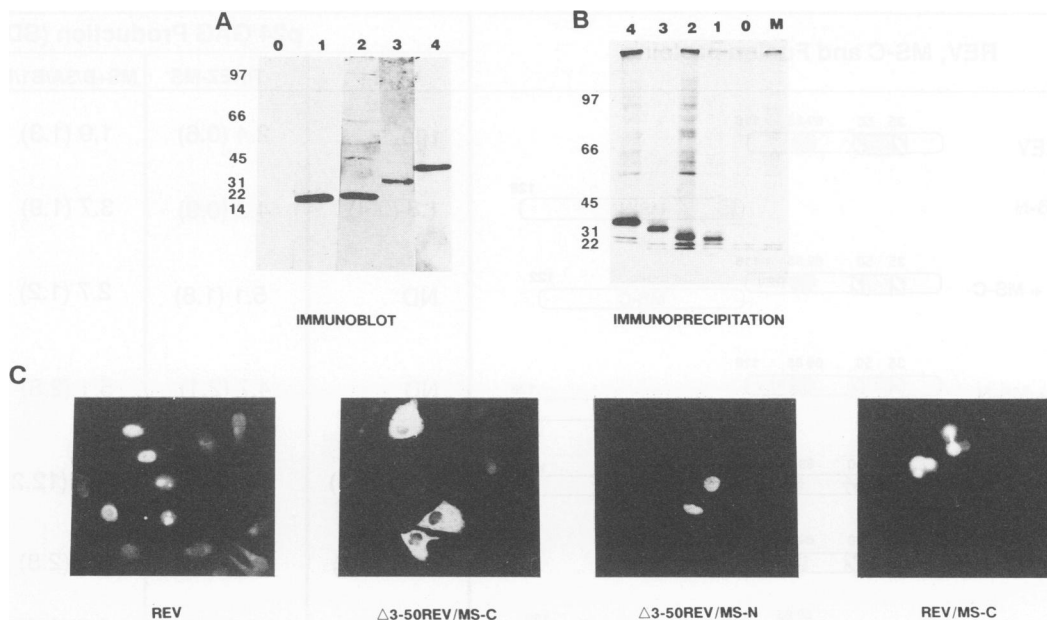 A
0 1 2 3 4
97
66
45
31
22
14
IMMUNOBLOT
B
4 3 2 1 0 M
97
66
45
31
22
IMMUNOPRECIPITATION
C
REV
△3-50REV/MS-C
△3-50REV/MS-N
REV/MS-C